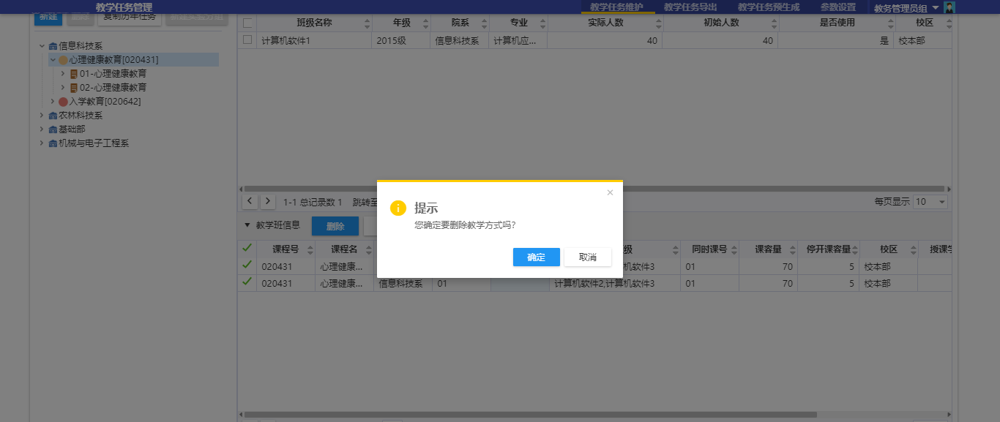 教学任务管理 教学任务维护 教学任务导出 教学任务预生成 参数设置 教务管理员组
新建 删除 复制历年任务 新建实验分组
班级名称 年级 院系 专业 实际人数 初始人数 是否使用 校区
计算机软件1 2015级 信息科技系 计算机应... 40 40 是 校本部
信息科技系
心理健康教育[020431]
01-心理健康教育
02-心理健康教育
入学教育[020642]
农林科技系
基础部
机械与电子工程系
1-1 总记录数 1 跳转至 每页显示 10
教学班信息 删除
提示
您确定要删除教学方式吗?
确定 取消
课程号 课程名 级 同时课号 课容量 停开课容量 校区 授课
020431 心理健康... 机软件3 01 70 5 校本部
020431 心理健康... 信息科技系 01 计算机软件2,计算机软件3 01 70 5 校本部